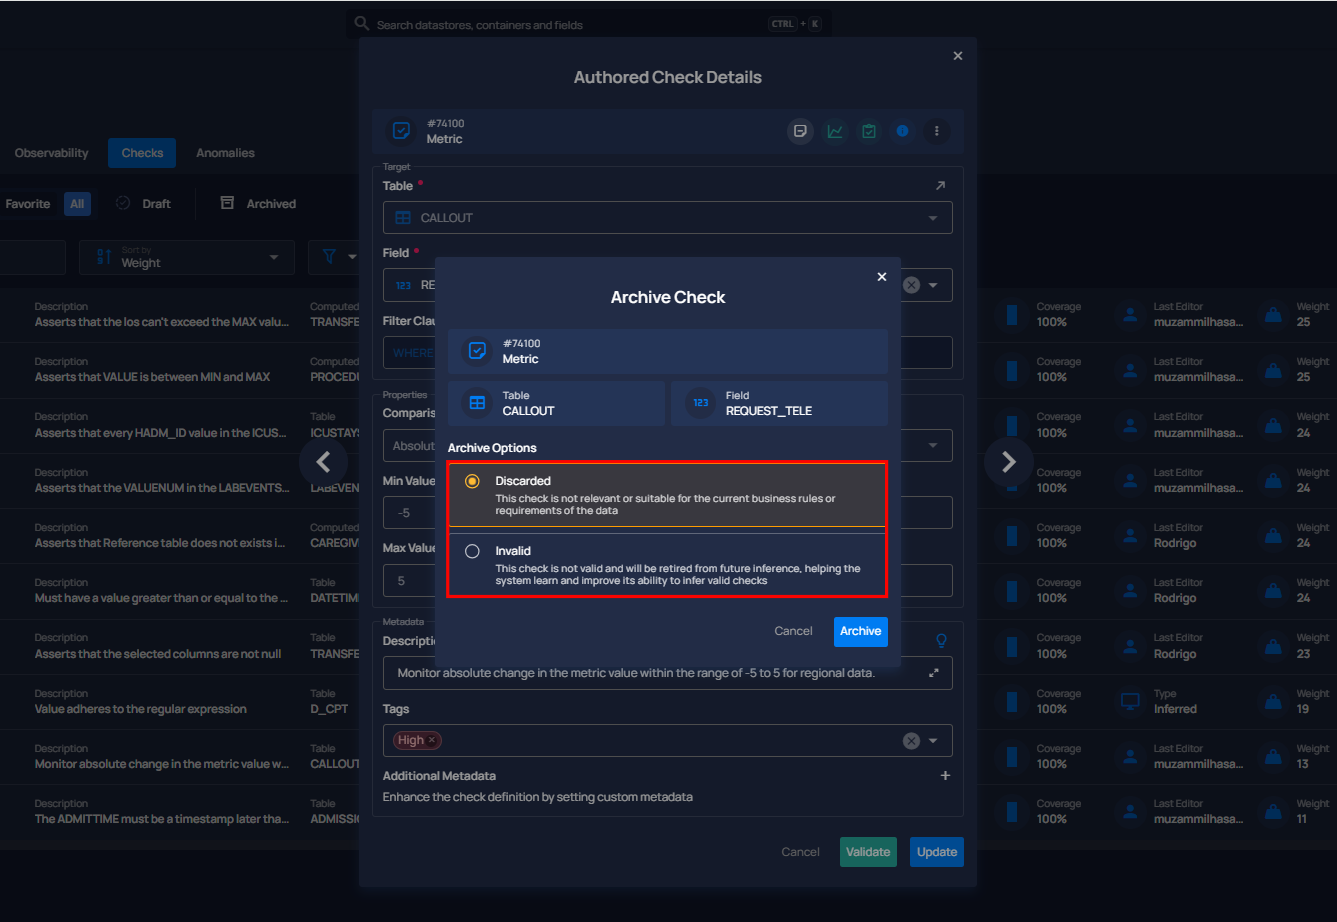 Search datastores, containers and fields CTRL + K
Authored Check Details
#74100
Metric
Observability Checks Anomalies
Target
Table *
Favorite All Draft Archived
CALLOUT
Sort by
Weight
Field *
123
Filter
WHERE
Properties
Min Value
-5
Max Value
5
Metadata
Monitor absolute change in the metric value within the range of -5 to 5 for regional data.
Tags
High ×
Additional Metadata +
Enhance the check definition by setting custom metadata
Cancel Validate Update
Archive Check
#74100
Metric
Table
CALLOUT
123
Field
REQUEST_TELE
Archive Options
Discarded
This check is not relevant or suitable for the current business rules or
requirements of the data
Invalid
This check is not valid and will be retired from future inference, helping the
system learn and improve its ability to infer valid checks
Cancel Archive
Description Computed Coverage Last Editor Weight
Asserts that the los can't exceed the MAX valu... TRANSFE 100% muzammilhasa... 25
Description Computed Coverage Last Editor Weight
Asserts that VALUE is between MIN and MAX PROCEDU 100% muzammilhasa... 25
Description Table Coverage Last Editor Weight
Asserts that every HADM_ID value in the ICUS... ICUSTAYS 100% muzammilhasa... 24
Description Coverage Last Editor Weight
Asserts that the VALUENUM in the LABEVENTS... LABEVEN 100% muzammilhasa... 24
Description Computed Coverage Last Editor Weight
Asserts that Reference table does not exists i... CAREGIV 100% Rodrigo 24
Description Table Coverage Last Editor Weight
Must have a value greater than or equal to the ... DATETIM 100% Rodrigo 24
Description Table Coverage Last Editor Weight
Asserts that the selected columns are not null TRANSFE 100% Rodrigo 23
Description Table Coverage Type Weight
Value adheres to the regular expression D_CPT 100% Inferred 19
Description Table Coverage Last Editor Weight
Monitor absolute change in the metric value w... CALLOUT 100% muzammilhasa... 13
Description Table Coverage Last Editor Weight
The ADMITTIME must be a timestamp later tha... ADMISSI 100% muzammilhasa... 11